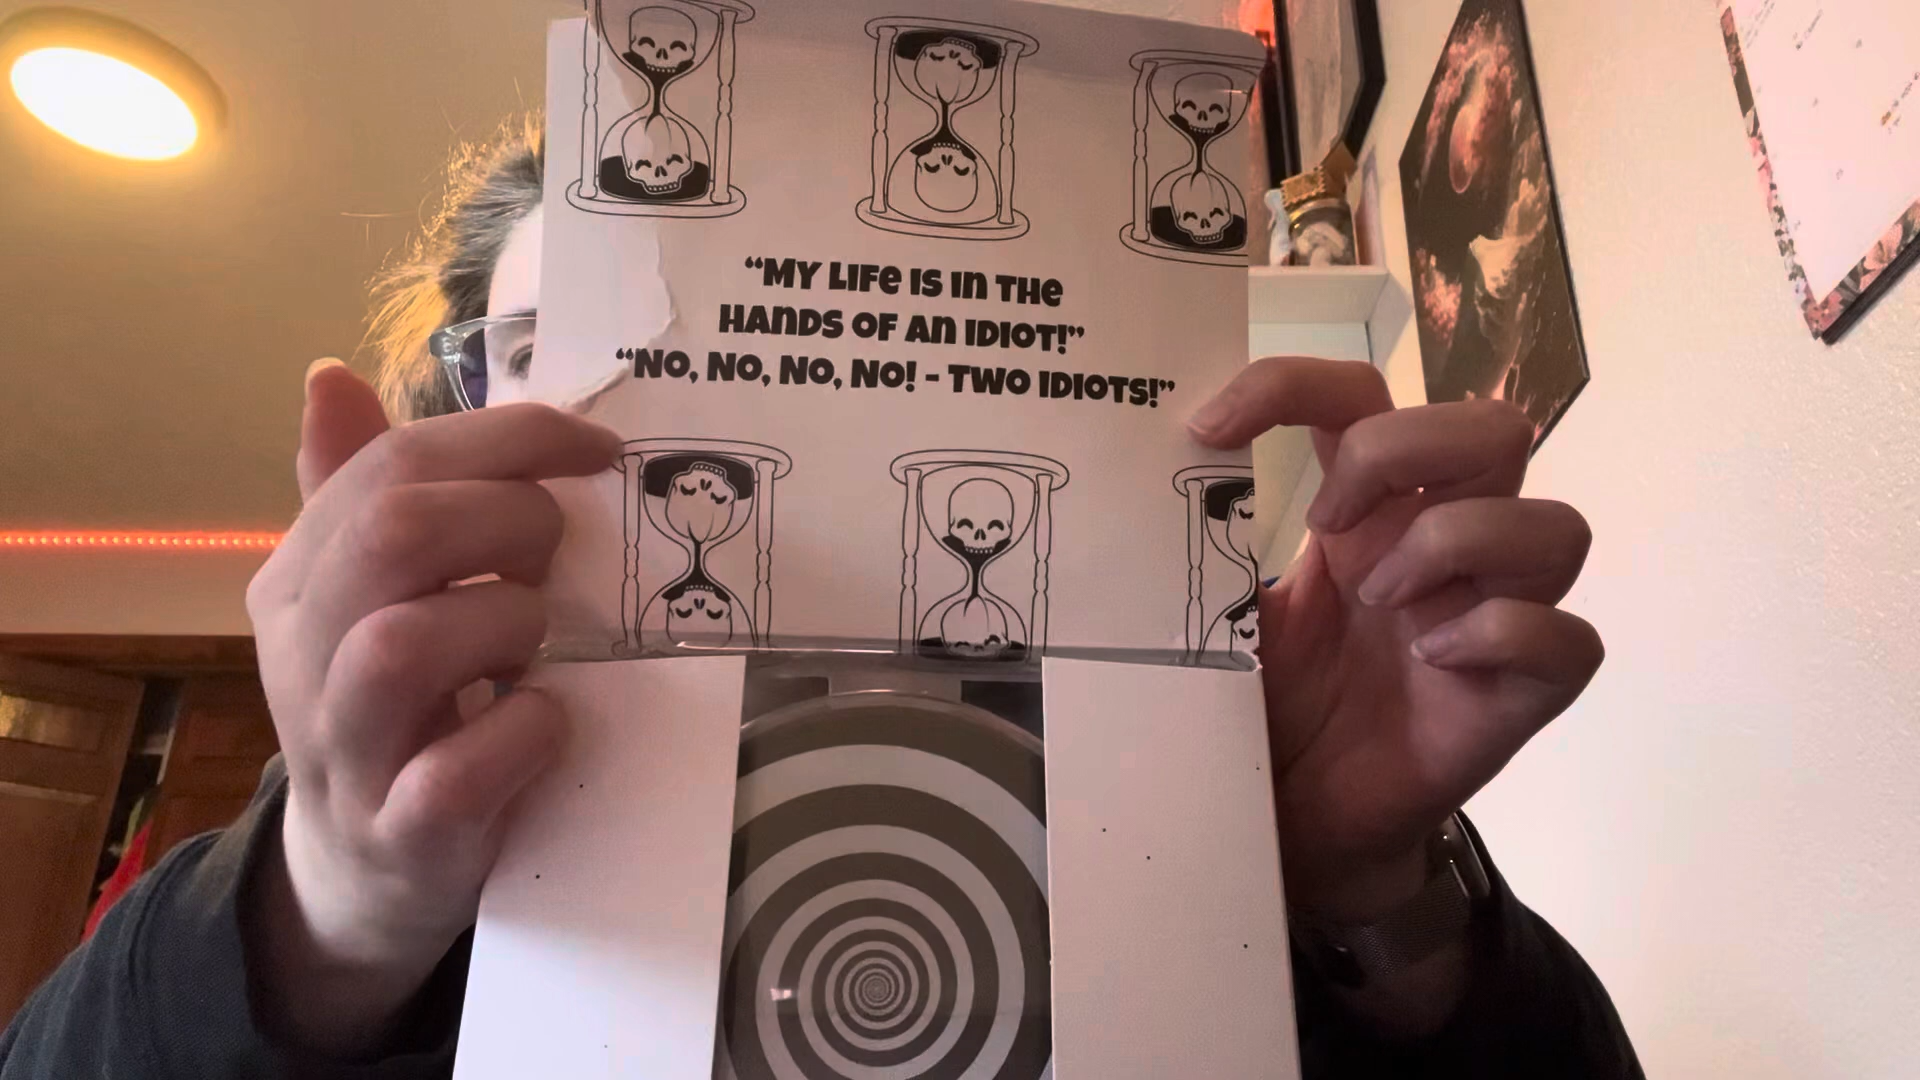 “MY LIFE IS IN THE
HANDS OF AN IDIOT!”
“NO, NO, NO, NO! - TWO IDIOTS!”